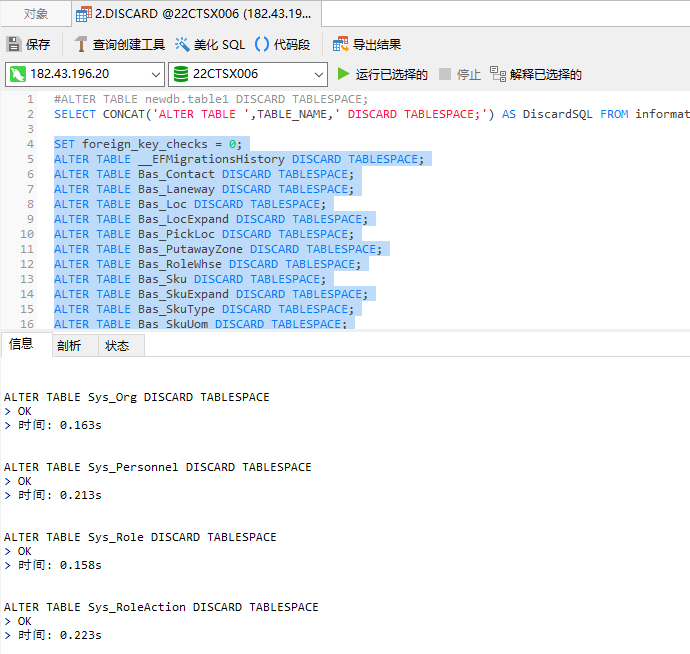 对象 2.DISCARD @22CTSX006 (182.43.19...
保存 查询创建工具 美化 SQL () 代码段 导出结果
182.43.196.20 22CTSX006 运行已选择的 停止 解释已选择的
1 #ALTER TABLE newdb.table1 DISCARD TABLESPACE;
2 SELECT CONCAT('ALTER TABLE ',TABLE_NAME,' DISCARD TABLESPACE;') AS DiscardSQL FROM informat
3
4 SET foreign_key_checks = 0;
5 ALTER TABLE __EFMigrationsHistory DISCARD TABLESPACE;
6 ALTER TABLE Bas_Contact DISCARD TABLESPACE;
7 ALTER TABLE Bas_Laneway DISCARD TABLESPACE;
8 ALTER TABLE Bas_Loc DISCARD TABLESPACE;
9 ALTER TABLE Bas_LocExpand DISCARD TABLESPACE;
10 ALTER TABLE Bas_PickLoc DISCARD TABLESPACE;
11 ALTER TABLE Bas_PutawayZone DISCARD TABLESPACE;
12 ALTER TABLE Bas_RoleWhse DISCARD TABLESPACE;
13 ALTER TABLE Bas_Sku DISCARD TABLESPACE;
14 ALTER TABLE Bas_SkuExpand DISCARD TABLESPACE;
15 ALTER TABLE Bas_SkuType DISCARD TABLESPACE;
16 ALTER TABLE Bas_SkuUom DISCARD TABLESPACE;
信息 剖析 状态
ALTER TABLE Sys_Org DISCARD TABLESPACE
> OK
> 时间: 0.163s
ALTER TABLE Sys_Personnel DISCARD TABLESPACE
> OK
> 时间: 0.213s
ALTER TABLE Sys_Role DISCARD TABLESPACE
> OK
> 时间: 0.158s
ALTER TABLE Sys_RoleAction DISCARD TABLESPACE
> OK
> 时间: 0.223s